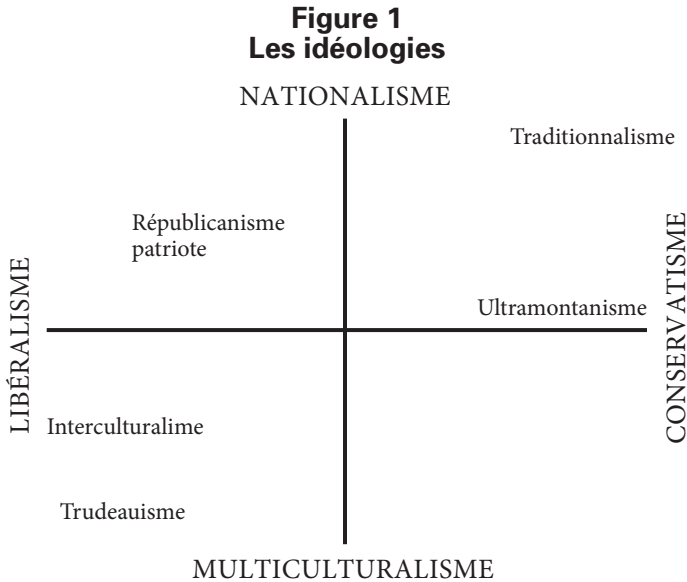 Figure 1
Les idéologies
NATIONALISME
Traditionnalisme
Républicanisme
patriote
LIBÉRALISME
CONSERVATISME
Ultramontanisme
Interculturalime
Trudeauisme
MULTICULTURALISME